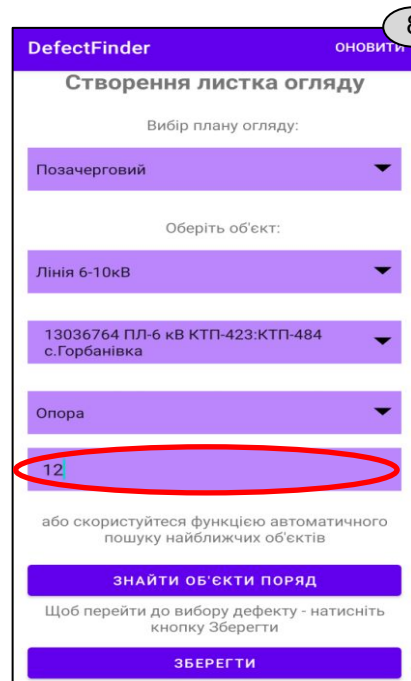 8
DefectFinder
ОНОВИТИ
Створення листка огляду
Вибір плану огляду:
Позачерговий
Оберіть об'єкт:
Лінія 6-10кВ
13036764 ПЛ-6 кВ КТП-423:КТП-484
с.Горбанівка
Опора
12
або скористуйтеся функцією автоматичного
пошуку найближчих об'єктів
ЗНАЙТИ ОБ'ЄКТИ ПОРЯД
Щоб перейти до вибору дефекту - натисніть
кнопку Зберегти
ЗБЕРЕГТИ